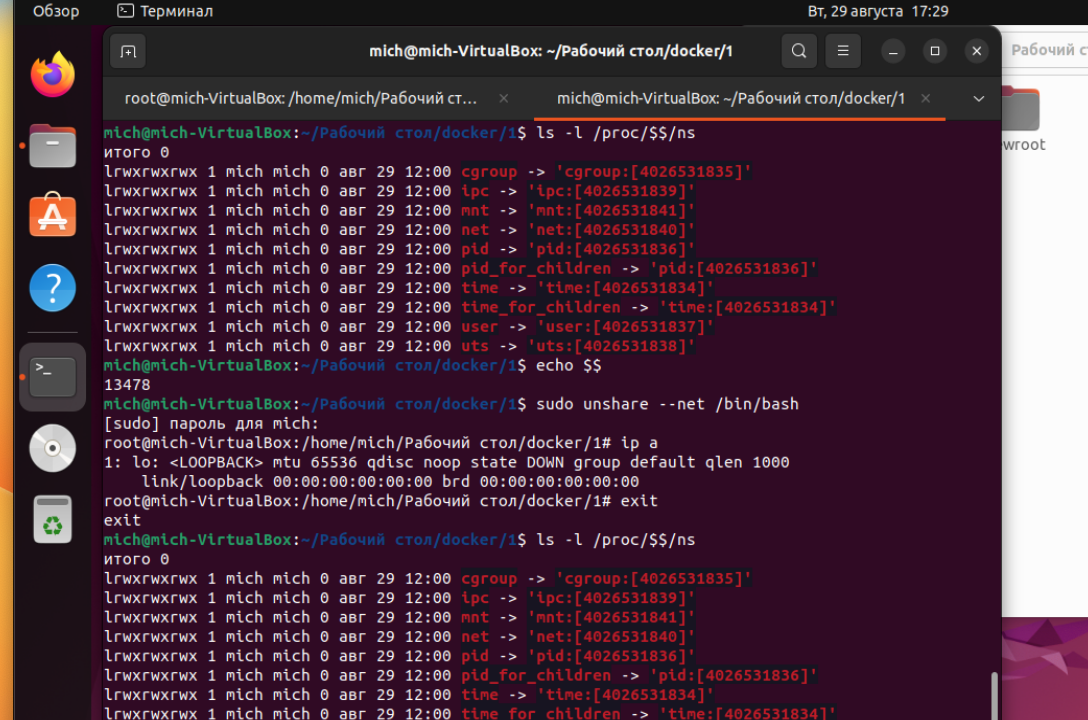 Обзор
Терминал
Вт, 29 августа 17:29
mich@mich-VirtualBox: ~/Рабочий стол/docker/1
Рабочий ст
root@mich-VirtualBox: /home/mich/Рабочий ст...
mich@mich-VirtualBox: ~/Рабочий стол/docker/1
wroot
mich@mich-VirtualBox:~/Рабочий стол/docker/1$ ls -l /proc/$$/ns
итого 0
lrwxrwxrwx 1 mich mich 0 авг 29 12:00 cgroup -> 'cgroup:[4026531835]'
lrwxrwxrwx 1 mich mich 0 авг 29 12:00 ipc -> 'ipc:[4026531839]'
lrwxrwxrwx 1 mich mich 0 авг 29 12:00 mnt -> 'mnt:[4026531841]'
lrwxrwxrwx 1 mich mich 0 авг 29 12:00 net -> 'net:[4026531840]'
lrwxrwxrwx 1 mich mich 0 авг 29 12:00 pid -> 'pid:[4026531836]'
lrwxrwxrwx 1 mich mich 0 авг 29 12:00 pid_for_children -> 'pid:[4026531836]'
lrwxrwxrwx 1 mich mich 0 авг 29 12:00 time -> 'time:[4026531834]'
lrwxrwxrwx 1 mich mich 0 авг 29 12:00 time_for_children -> 'time:[4026531834]'
lrwxrwxrwx 1 mich mich 0 авг 29 12:00 user -> 'user:[4026531837]'
lrwxrwxrwx 1 mich mich 0 авг 29 12:00 uts -> 'uts:[4026531838]'
mich@mich-VirtualBox:~/Рабочий стол/docker/1$ echo $$
13478
mich@mich-VirtualBox:~/Рабочий стол/docker/1$ sudo unshare --net /bin/bash
[sudo] пароль для mich:
root@mich-VirtualBox:/home/mich/Рабочий стол/docker/1# ip a
1: lo: <LOOPBACK> mtu 65536 qdisc noop state DOWN group default qlen 1000
link/loopback 00:00:00:00:00:00 brd 00:00:00:00:00:00
root@mich-VirtualBox:/home/mich/Рабочий стол/docker/1# exit
exit
mich@mich-VirtualBox:~/Рабочий стол/docker/1$ ls -l /proc/$$/ns
итого 0
lrwxrwxrwx 1 mich mich 0 авг 29 12:00 cgroup -> 'cgroup:[4026531835]'
lrwxrwxrwx 1 mich mich 0 авг 29 12:00 ipc -> 'ipc:[4026531839]'
lrwxrwxrwx 1 mich mich 0 авг 29 12:00 mnt -> 'mnt:[4026531841]'
lrwxrwxrwx 1 mich mich 0 авг 29 12:00 net -> 'net:[4026531840]'
lrwxrwxrwx 1 mich mich 0 авг 29 12:00 pid -> 'pid:[4026531836]'
lrwxrwxrwx 1 mich mich 0 авг 29 12:00 pid_for_children -> 'pid:[4026531836]'
lrwxrwxrwx 1 mich mich 0 авг 29 12:00 time -> 'time:[4026531834]'
lrwxrwxrwx 1 mich mich 0 авг 29 12:00 time_for_children -> 'time:[4026531834]'